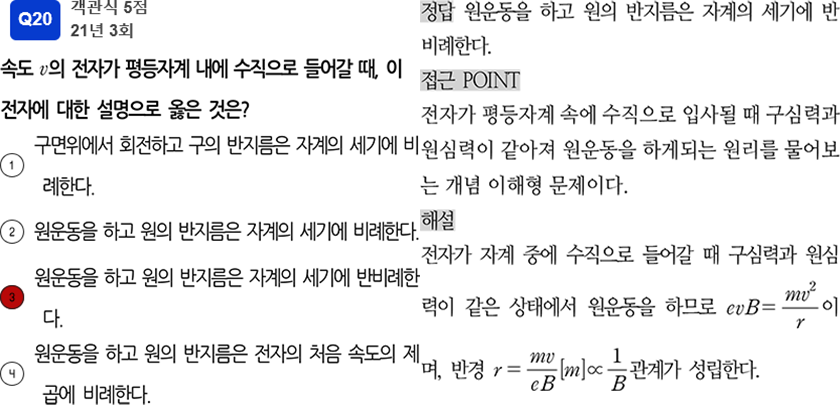 Q20
객관식 5점
21년 3회
속도 v의 전자가 평등자계 내에 수직으로 들어갈 때, 이
전자에 대한 설명으로 옳은 것은?
① 구면위에서 회전하고 구의 반지름은 자계의 세기에 비
례한다.
② 원운동을 하고 원의 반지름은 자계의 세기에 비례한다.
③ 원운동을 하고 원의 반지름은 자계의 세기에 반비례한
다.
④ 원운동을 하고 원의 반지름은 전자의 처음 속도의 제
곱에 비례한다.
정답 원운동을 하고 원의 반지름은 자계의 세기에 반
비례한다.
접근 POINT
전자가 평등자계 속에 수직으로 입사될 때 구심력과
원심력이 같아져 원운동을 하게되는 원리를 물어보
는 개념 이해형 문제이다.
해설
전자가 자계 중에 수직으로 들어갈 때 구심력과 원심
력이 같은 상태에서 원운동을 하므로 evB = mv²/r 이
며, 반경 r = mv/eB [m] ∝ 1/B 관계가 성립한다.